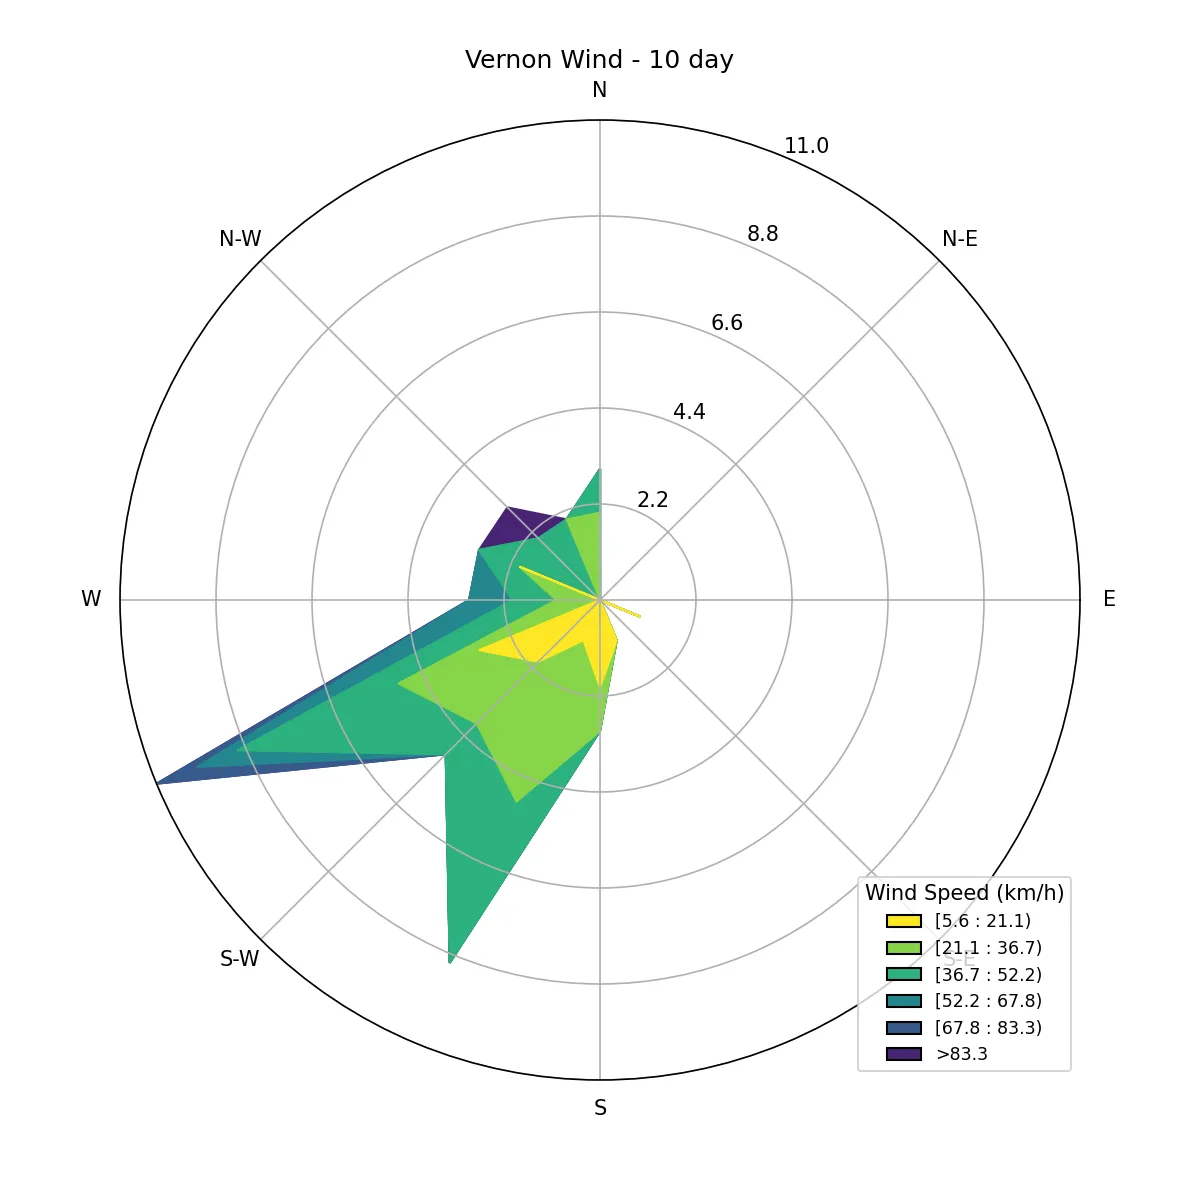 Vernon Wind - 10 day
N
11.0
8.8
N-W
N-E
6.6
4.4
2.2
W
E
Wind Speed (km/h)
[5.6 : 21.1)
[21.1 : 36.7)
S-W
S-E
[36.7 : 52.2)
[52.2 : 67.8)
[67.8 : 83.3)
>83.3
S